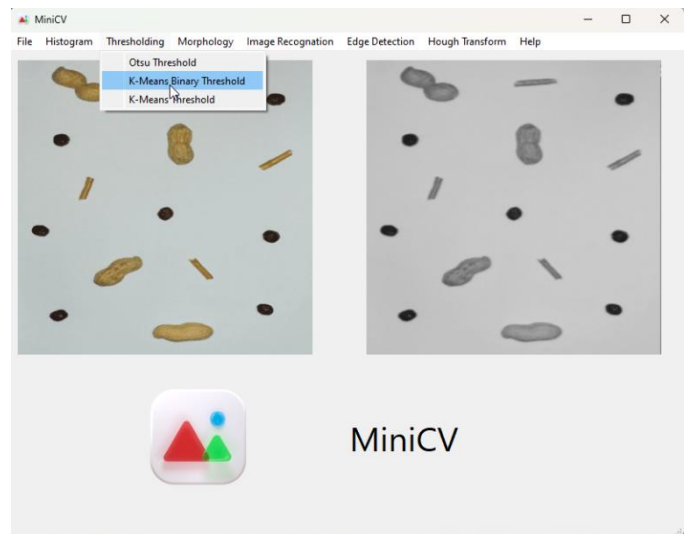 MiniCV
File Histogram Thresholding Morphology Image Recognation Edge Detection Hough Transform Help
Otsu Threshold
K-Means Binary Threshold
K-Means Threshold
MiniCV